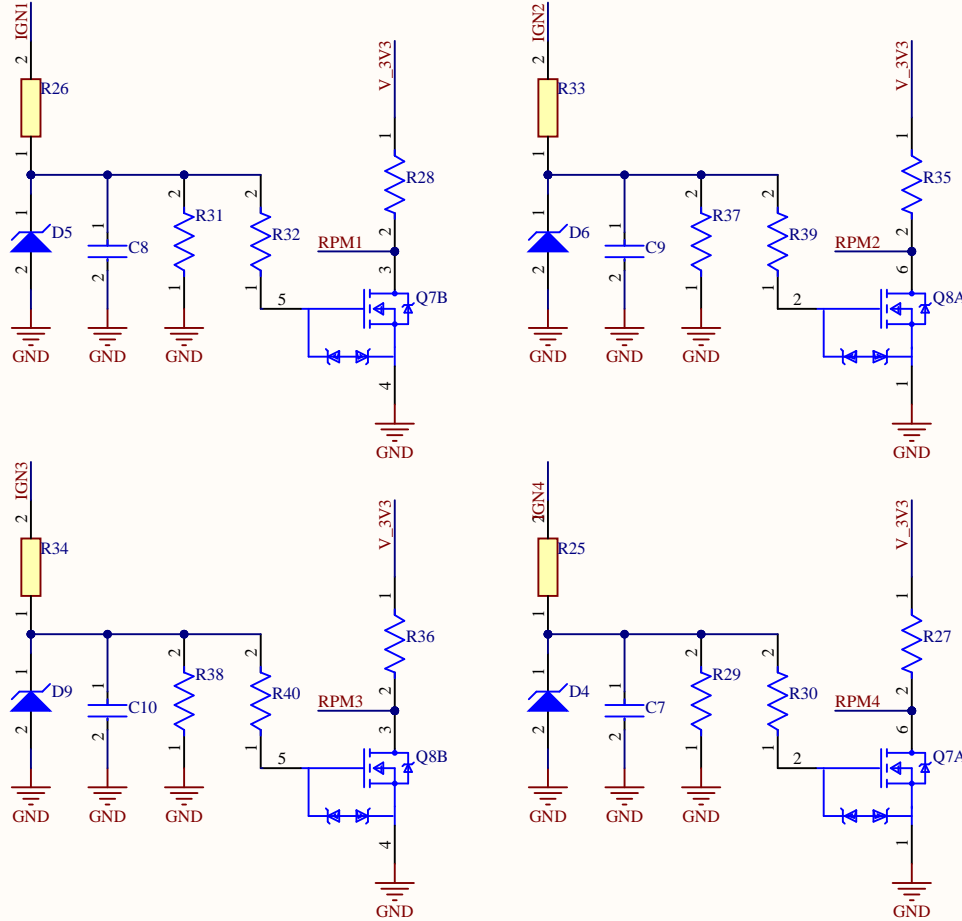 IGN1
2
R26
1
V_3V3
1
R28
2
1
D5
2
1
C8
2
2
R31
1
2
R32
1
RPM1
3
5
Q7B
4
GND
GND
GND
GND
IGN2
2
R33
1
V_3V3
1
R35
2
1
D6
2
1
C9
2
2
R37
1
2
R39
1
RPM2
6
2
Q8A
1
GND
GND
GND
GND
IGN3
2
R34
1
V_3V3
1
R36
2
1
D9
2
1
C10
2
2
R38
1
2
R40
1
RPM3
3
5
Q8B
4
GND
GND
GND
GND
IGN4
2
R25
1
V_3V3
1
R27
2
1
D4
2
1
C7
2
2
R29
1
2
R30
1
RPM4
6
2
Q7A
1
GND
GND
GND
GND